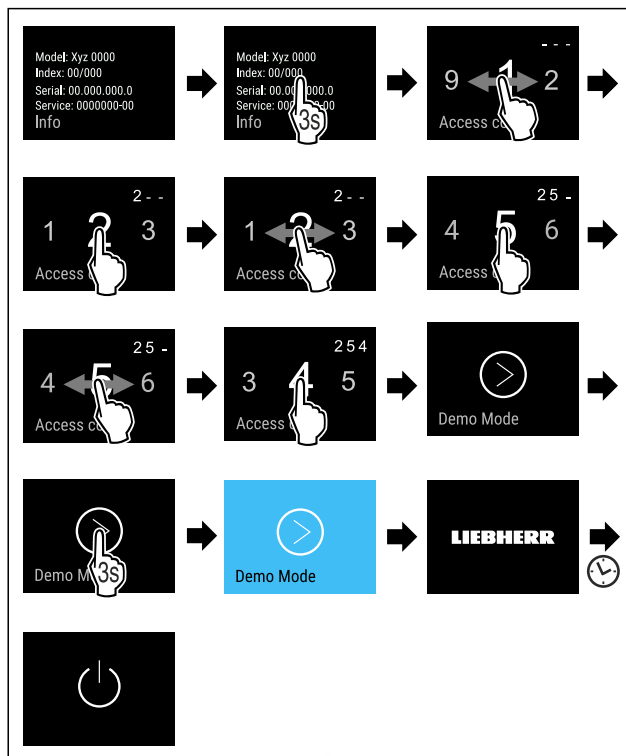 Model: Xyz 0000
Index: 00/000
Serial: 00.000.000.0
Service: 0000000-00
Info
Model: Xyz 0000
Index: 00/000
Serial: 00.000.000.0
Info
3s
- - -
9 1 2
Access
2 - -
1 2 3
Access
2 - -
1 2 3
Access
2 5 -
4 5 6
Access
2 5 -
4 5 6
Access
2 5 4
3 4 5
Access
Demo Mode
Demo
3s
Demo Mode
LIEBHERR